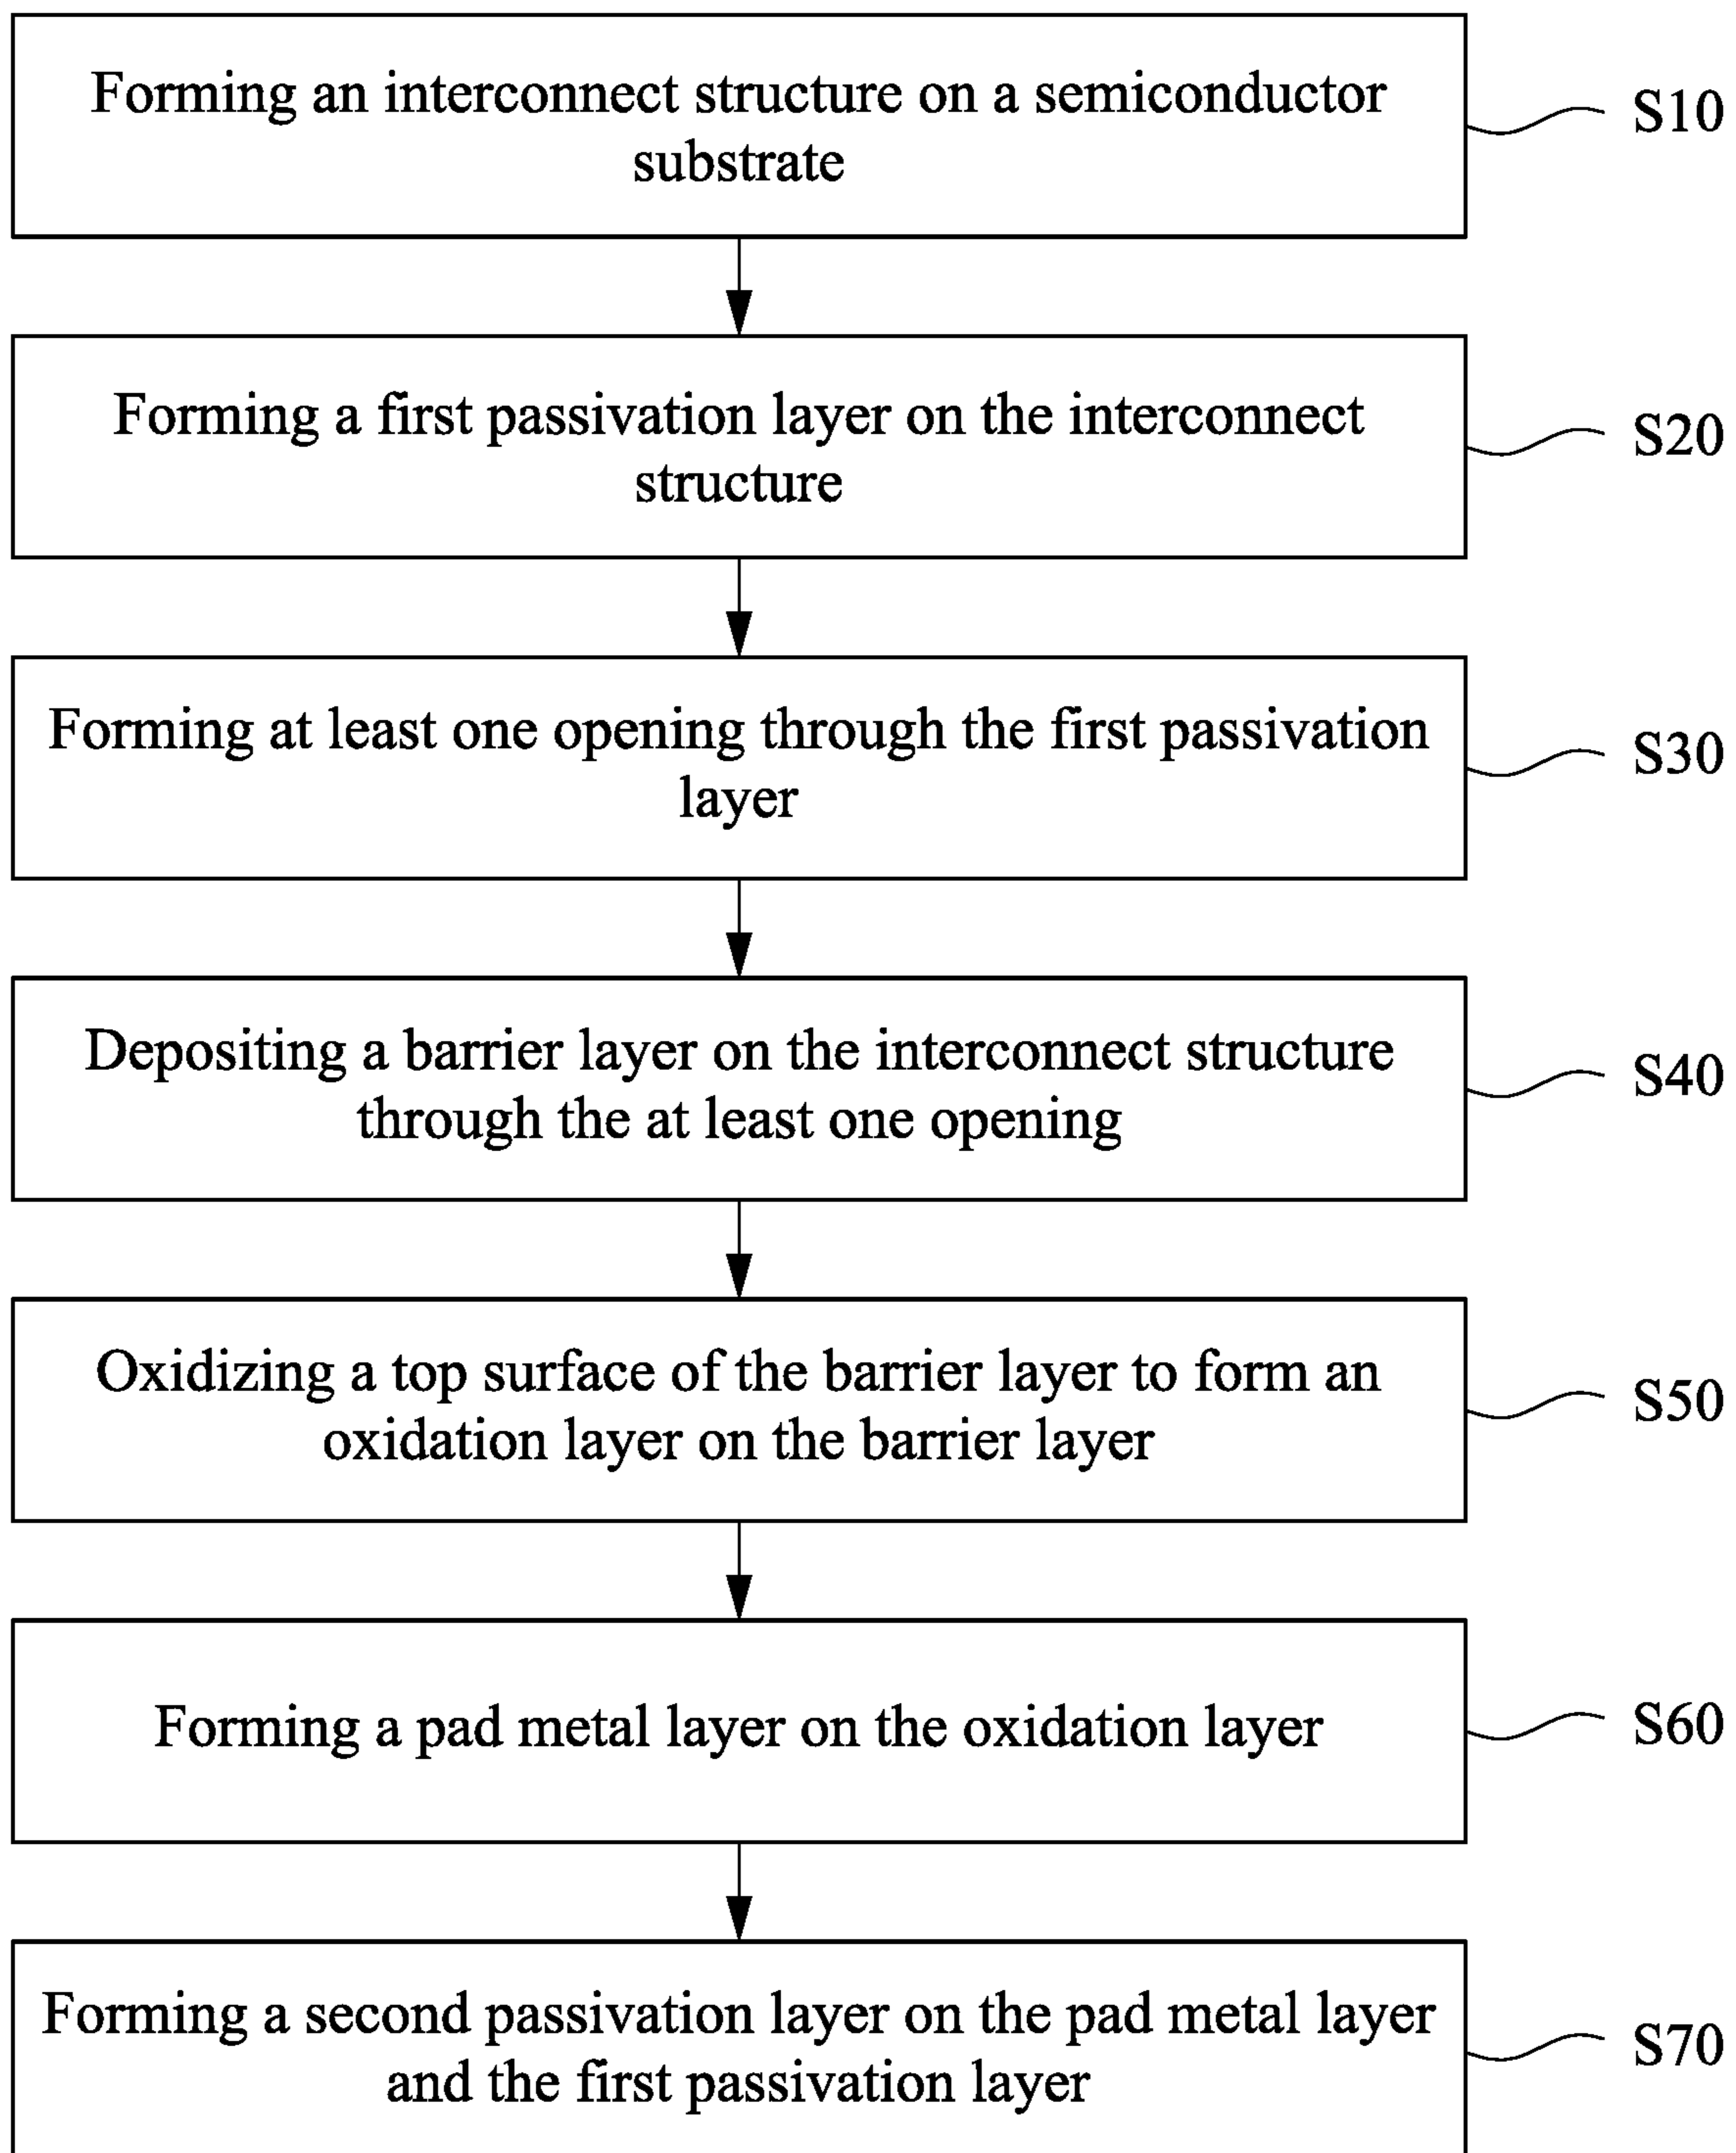 Forming an interconnect structure on a semiconductor
substrate
S10
Forming a first passivation layer on the interconnect
structure
S20
Forming at least one opening through the first passivation
layer
S30
Depositing a barrier layer on the interconnect structure
through the at least one opening
S40
Oxidizing a top surface of the barrier layer to form an
oxidation layer on the barrier layer
S50
Forming a pad metal layer on the oxidation layer
S60
Forming a second passivation layer on the pad metal layer
and the first passivation layer
S70